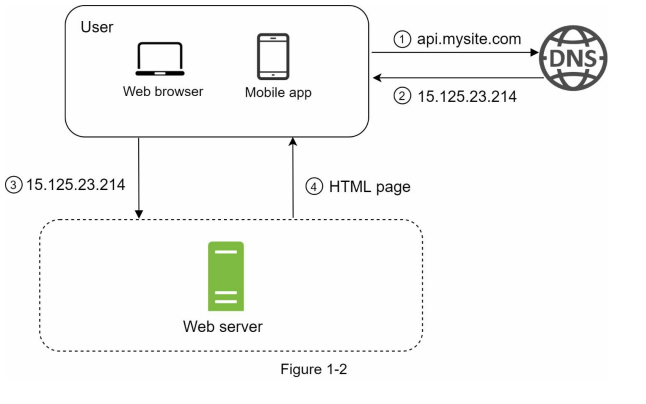 User
Web browser
Mobile app
1 api.mysite.com
DNS
2 15.125.23.214
3 15.125.23.214
4 HTML page
Web server
Figure 1-2